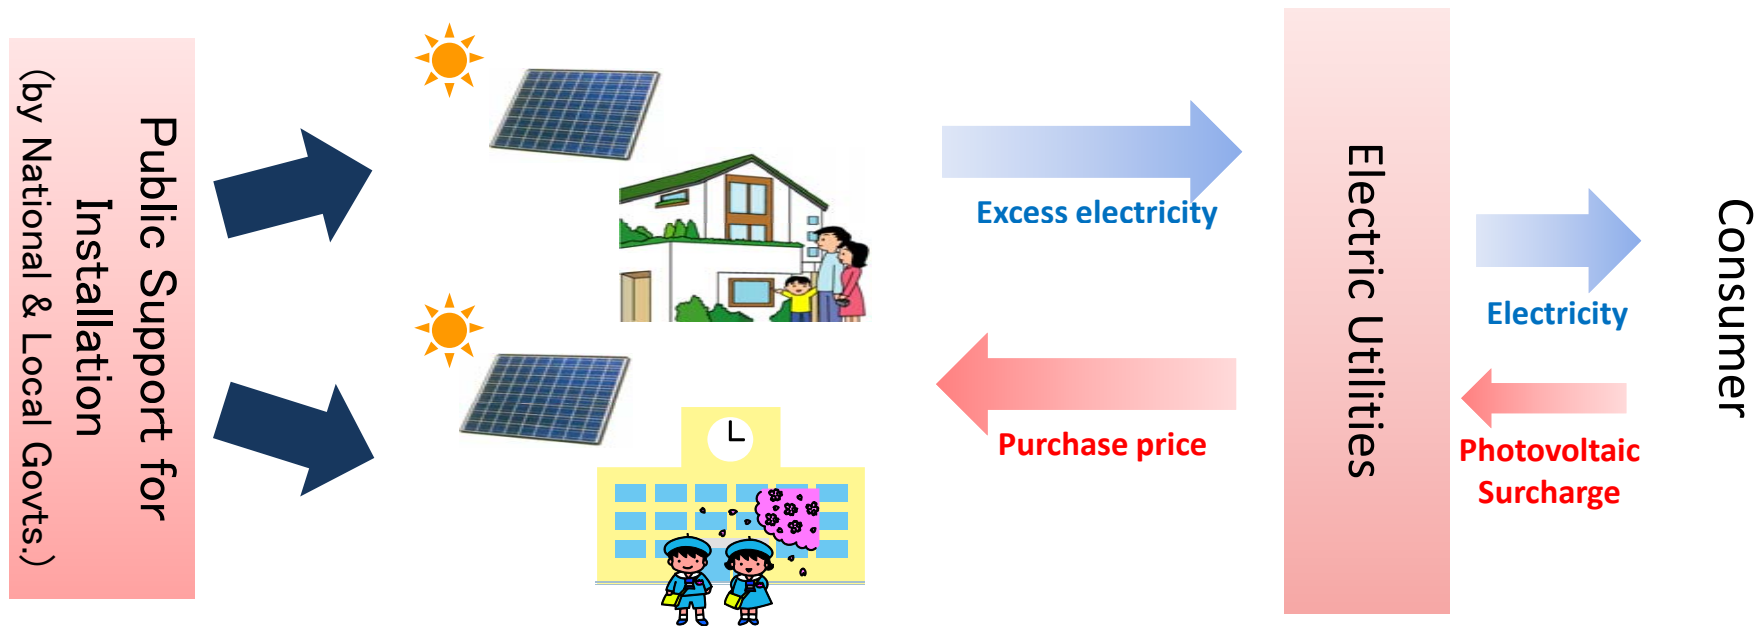 Public Support for
Installation
(by National & Local Govts.)
Excess electricity
Purchase price
Electric Utilities
Electricity
Photovoltaic
Surcharge
Consumer